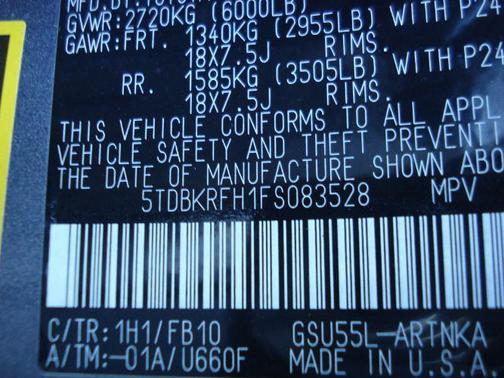 GVWR: 2720KG (6000LB)
GAWR: FRT. 1340KG (2955LB) WITH P24
18X7.5J RIMS.
RR. 1585KG (3505LB) WITH P24
18X7.5J RIMS.
THIS VEHICLE CONFORMS TO ALL APPL
VEHICLE SAFETY AND THEFT PREVENTI
THE DATE OF MANUFACTURE SHOWN ABO
5TDBKRFH1FS083528 MPV
C/TR: 1H1/FB10 GSU55L-ARTNKA
A/TM:-01A/U660F MADE IN U.S.A.